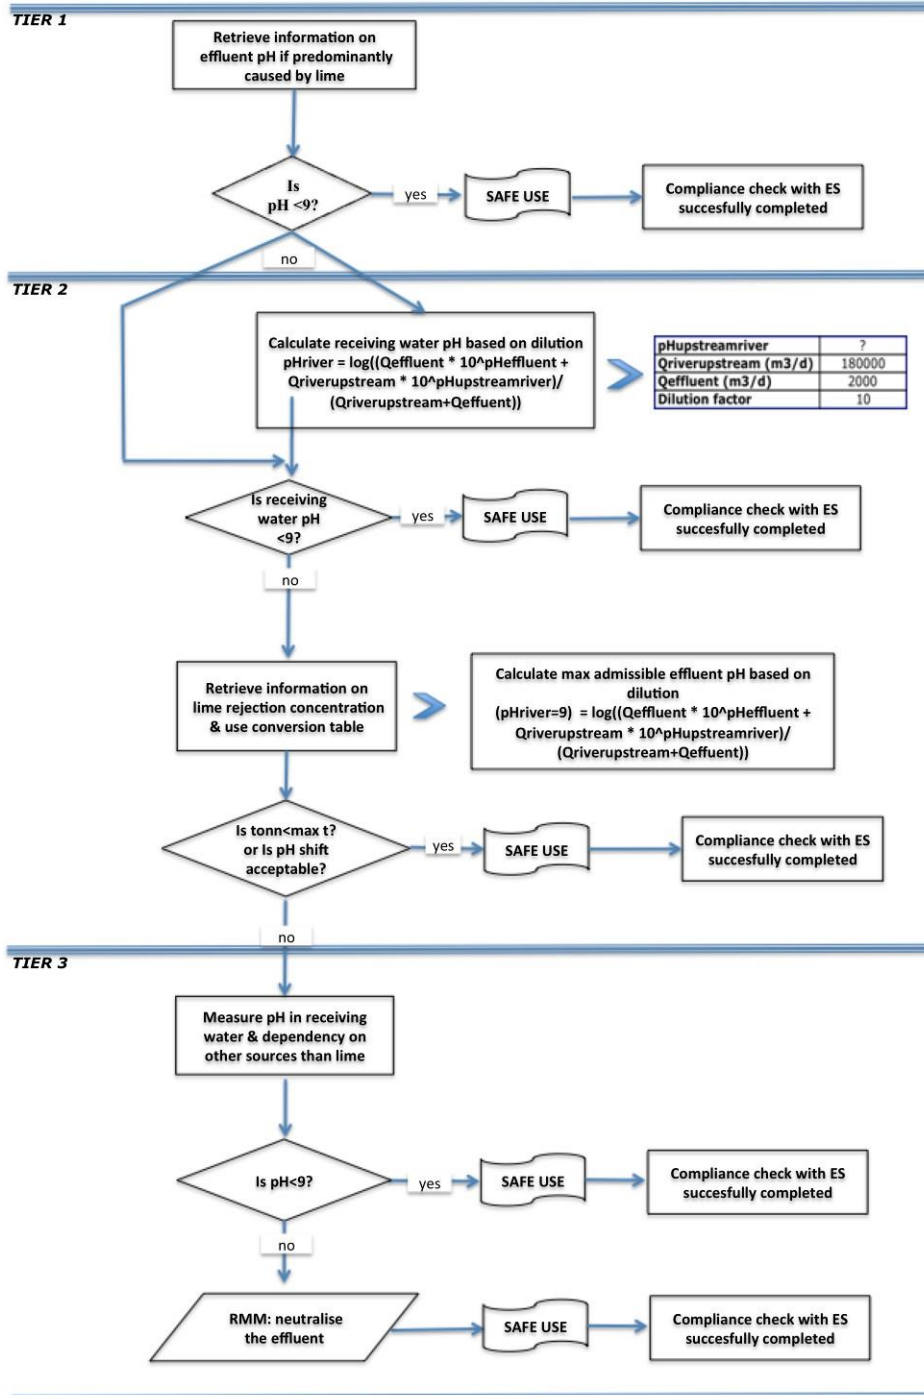 TIER 1
Retrieve information on
effluent pH if predominantly
caused by lime
Is
pH <9?
yes
SAFE USE
Compliance check with ES
succesfully completed
no
TIER 2
Calculate receiving water pH based on dilution
pHriver = log((Qeffluent * 10^pHeffluent +
Qriverupstream * 10^pHupstreamriver)/
(Qriverupstream+Qeffuent))
pHupstreamriver ?
Qriverupstream (m3/d) 180000
Qeffluent (m3/d) 2000
Dilution factor 10
Is receiving
water pH
<9?
yes
SAFE USE
Compliance check with ES
succesfully completed
no
Retrieve information on
lime rejection concentration
& use conversion table
Calculate max admissible effluent pH based on
dilution
(pHriver=9) = log((Qeffluent * 10^pHeffluent +
Qriverupstream * 10^pHupstreamriver)/
(Qriverupstream+Qeffuent))
Is tonn<max t?
or Is pH shift
acceptable?
yes
SAFE USE
Compliance check with ES
succesfully completed
no
TIER 3
Measure pH in receiving
water & dependency on
other sources than lime
Is pH<9?
yes
SAFE USE
Compliance check with ES
succesfully completed
no
RMM: neutralise
the effluent
SAFE USE
Compliance check with ES
succesfully completed